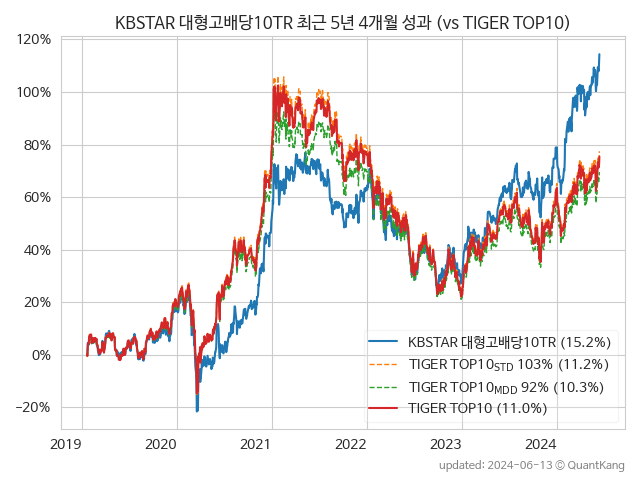 KBSTAR 대형고배당10TR 최근 5년 4개월 성과 (vs TIGER TOP10)
120%
100%
80%
60%
40%
20%
0%
−20%
KBSTAR 대형고배당10TR (15.2%)
TIGER TOP10STD 103% (11.2%)
TIGER TOP10MDD 92% (10.3%)
TIGER TOP10 (11.0%)
2019 2020 2021 2022 2023 2024
updated: 2024-06-13 ⓒ QuantKang